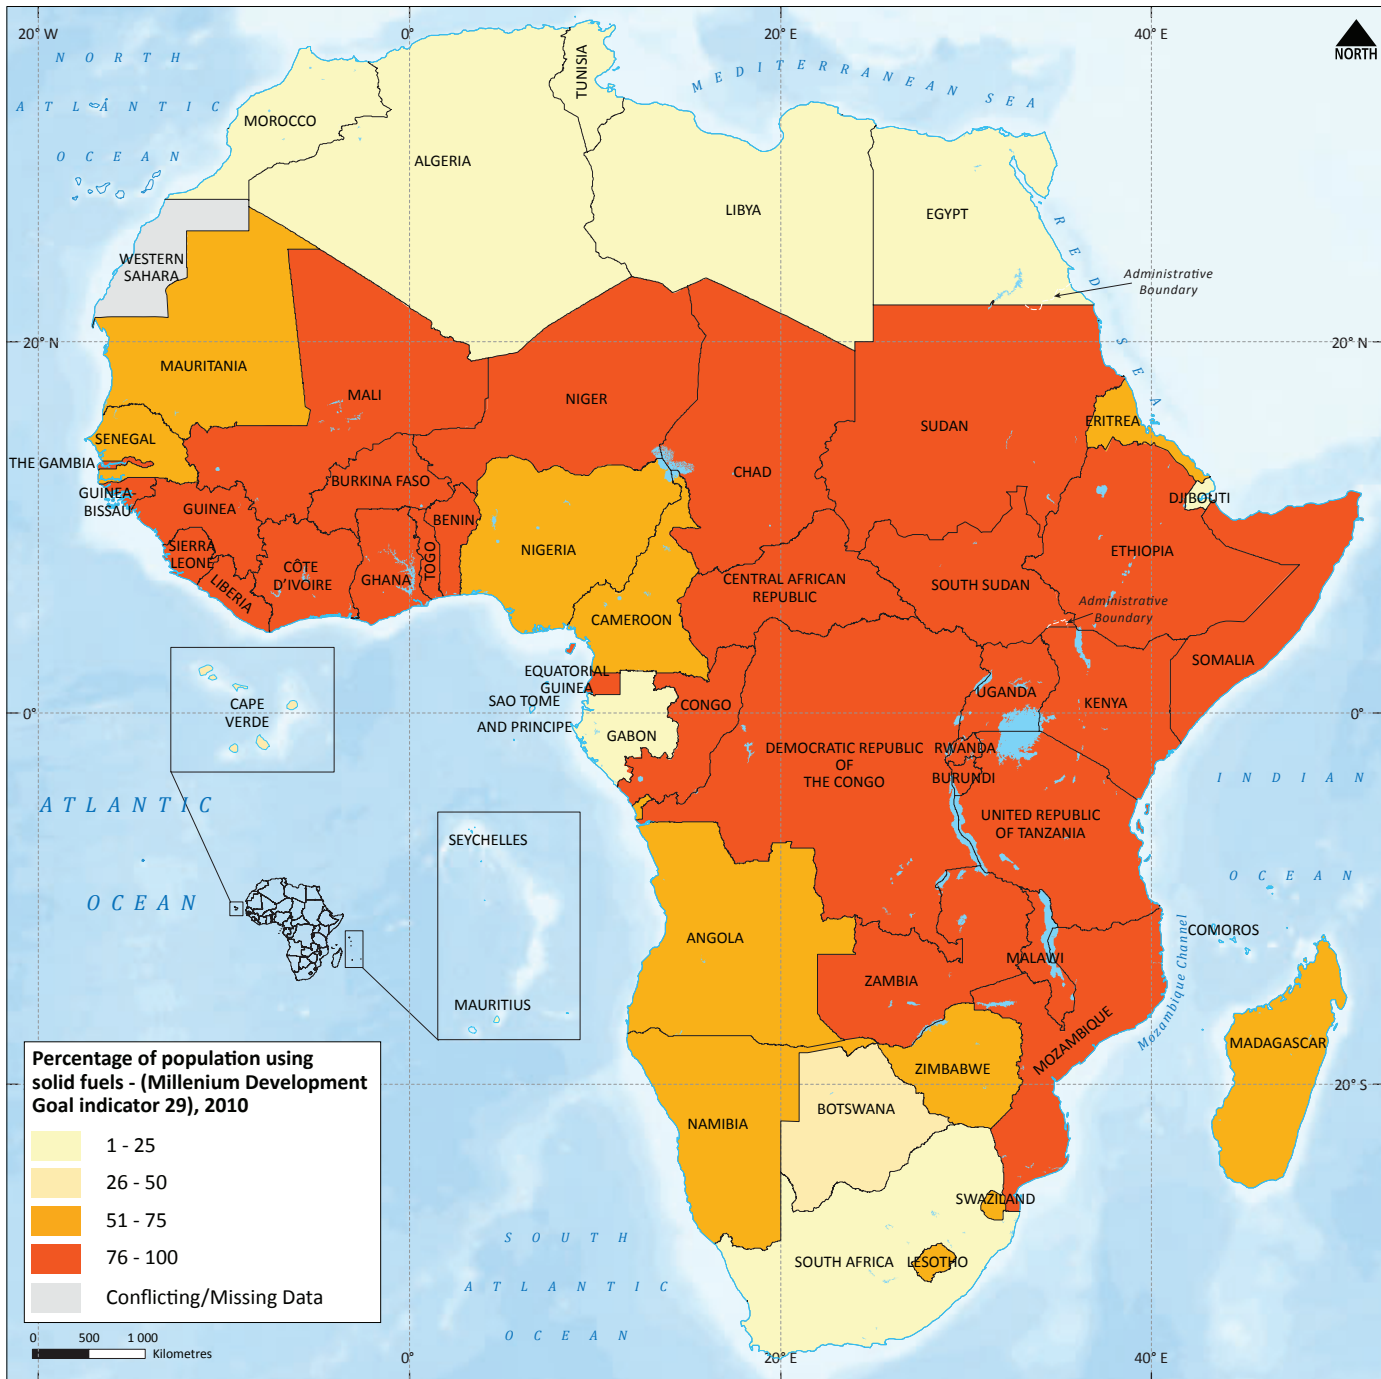 20° W
0°
20° E
40° E
NORTH
N O R T H
A T L A N T I C
O C E A N
M E D I T E R R A N E A N  S E A
TUNISIA
MOROCCO
ALGERIA
LIBYA
EGYPT
R E D  S E A
WESTERN
SAHARA
Administrative
Boundary
20° N
MAURITANIA
MALI
NIGER
SUDAN
ERITREA
SENEGAL
THE GAMBIA
CHAD
BURKINA FASO
GUINEA-
BISSAU
GUINEA
BENIN
DJIBOUTI
SIERRA
LEONE
CÔTE
D'IVOIRE
GHANA
TOGO
NIGERIA
ETHIOPIA
LIBERIA
CENTRAL AFRICAN
REPUBLIC
SOUTH SUDAN
Administrative
Boundary
CAMEROON
SOMALIA
EQUATORIAL
GUINEA
SAO TOME
AND PRINCIPE
UGANDA
KENYA
CONGO
CAPE
VERDE
0°
0°
GABON
DEMOCRATIC REPUBLIC
OF
THE CONGO
RWANDA
BURUNDI
I N D I A N
A T L A N T I C
UNITED REPUBLIC
OF TANZANIA
SEYCHELLES
O C E A N
O C E A N
ANGOLA
COMOROS
MALAWI
ZAMBIA
Mozambique Channel
MAURITIUS
MOZAMBIQUE
MADAGASCAR
ZIMBABWE
20° S
BOTSWANA
NAMIBIA
SWAZILAND
S O U T H
A T L A N T I C
O C E A N
SOUTH AFRICA
LESOTHO
Percentage of population using
solid fuels - (Millenium Development
Goal indicator 29), 2010
1 - 25
26 - 50
51 - 75
76 - 100
Conflicting/Missing Data
0 500 1 000
Kilometres
0°
20° E
40° E